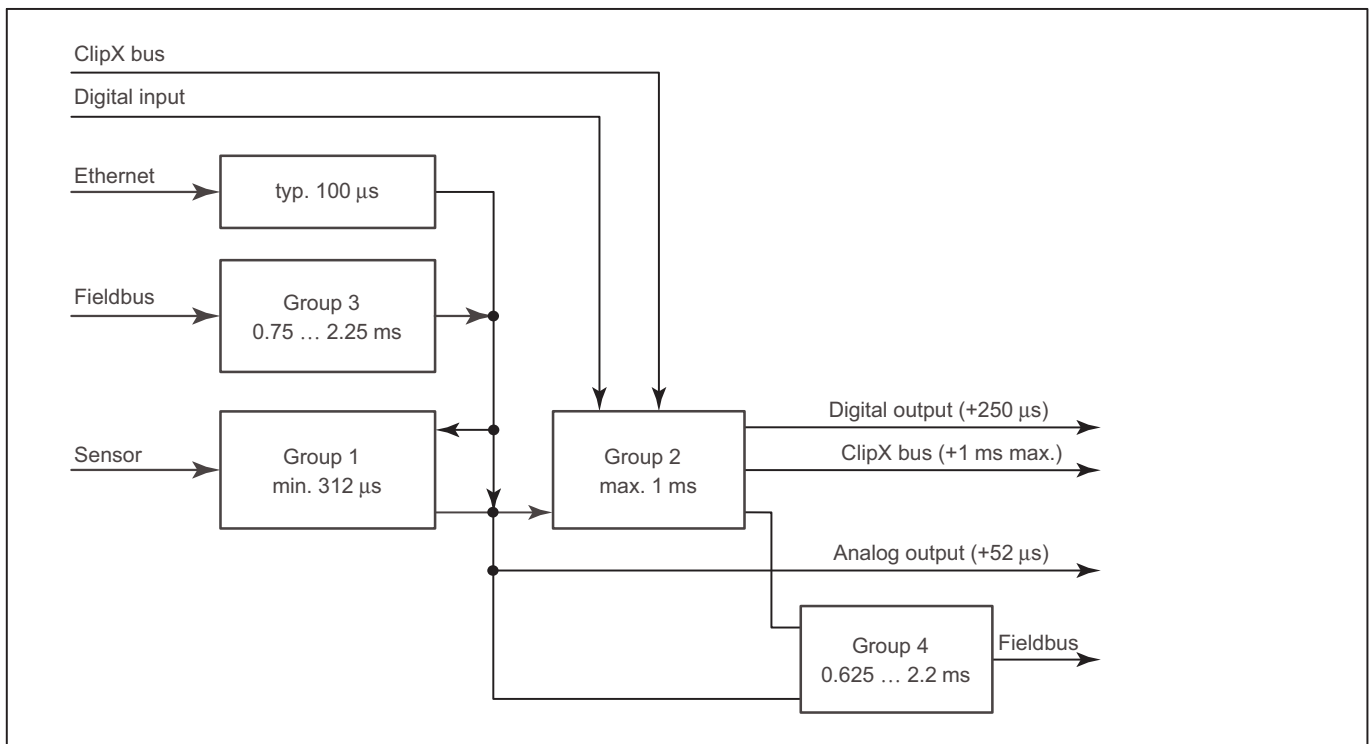 ClipX bus
Digital input
Ethernet
typ. 100 μs
Fieldbus
Group 3
0.75 … 2.25 ms
Sensor
Group 1
min. 312 μs
Group 2
max. 1 ms
Digital output (+250 μs)
ClipX bus (+1 ms max.)
Analog output (+52 μs)
Group 4
0.625 … 2.2 ms
Fieldbus